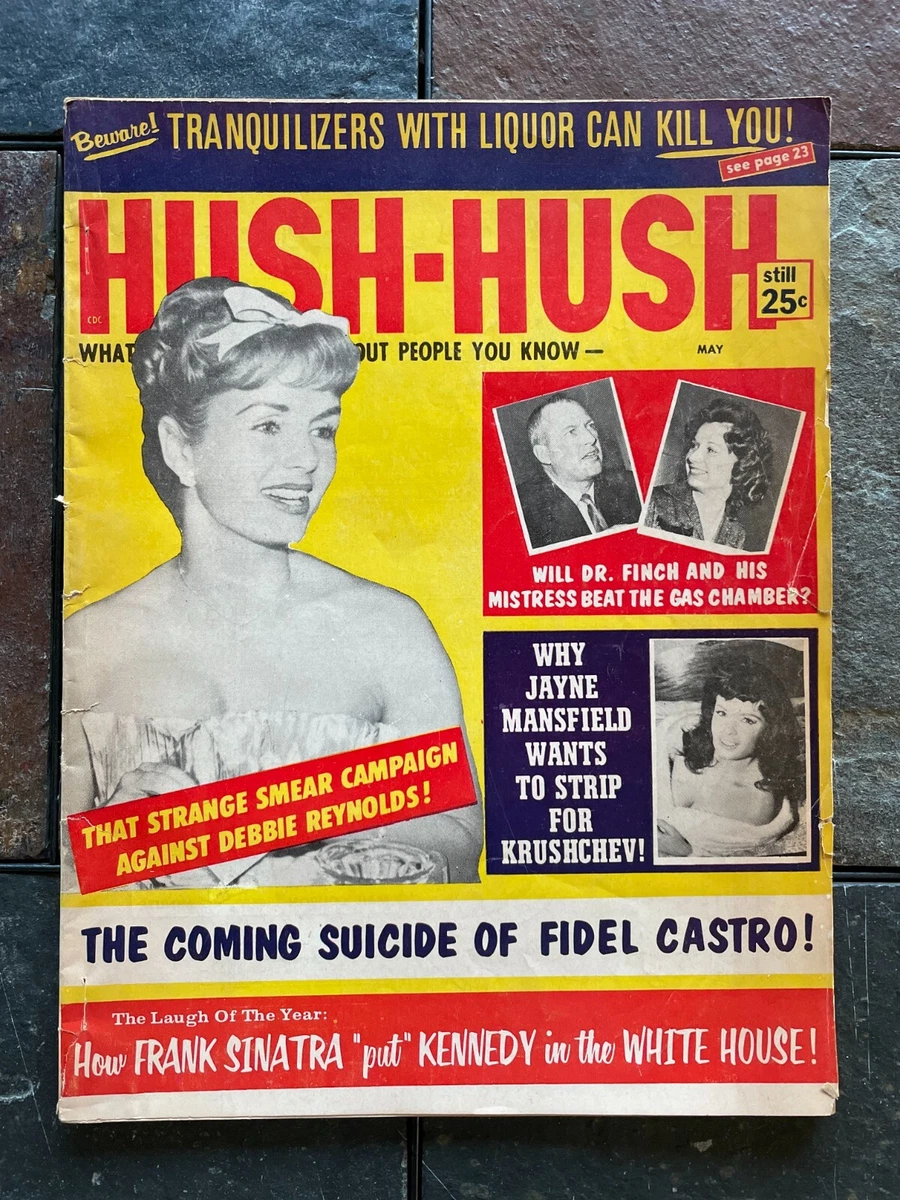 Beware! TRANQUILIZERS WITH LIQUOR CAN KILL YOU!
see page 23
HUSH-HUSH
still
25c
CDC
WHAT OUT PEOPLE YOU KNOW —
MAY
WILL DR. FINCH AND HIS
MISTRESS BEAT THE GAS CHAMBER?
WHY
JAYNE
MANSFIELD
WANTS
TO STRIP
FOR
KRUSHCHEV!
THAT STRANGE SMEAR CAMPAIGN
AGAINST DEBBIE REYNOLDS!
THE COMING SUICIDE OF FIDEL CASTRO!
The Laugh Of The Year:
How FRANK SINATRA "put" KENNEDY in the WHITE HOUSE!